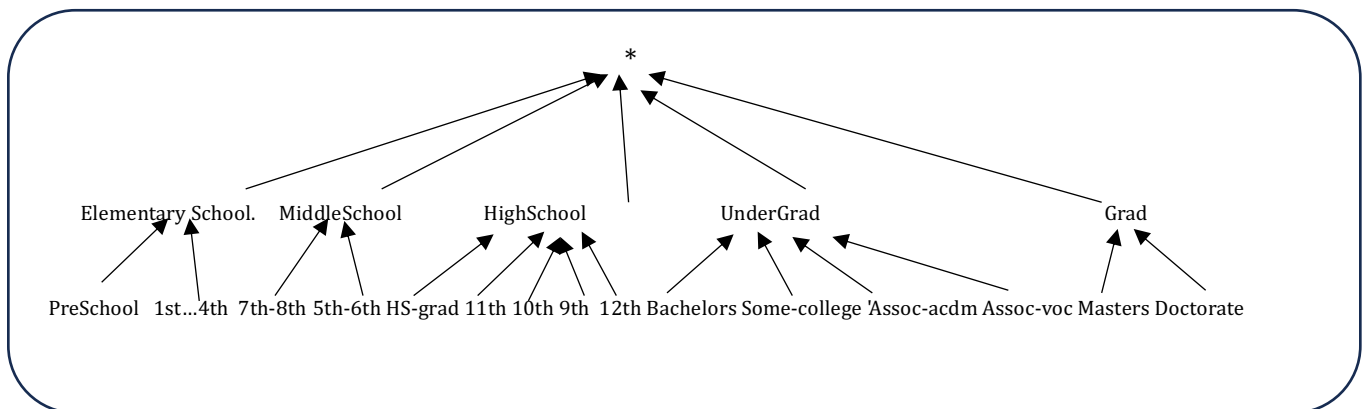 *
Elementary School. MiddleSchool HighSchool UnderGrad Grad
PreSchool 1st...4th 7th-8th 5th-6th HS-grad 11th 10th 9th 12th Bachelors Some-college 'Assoc-acdm Assoc-voc Masters Doctorate